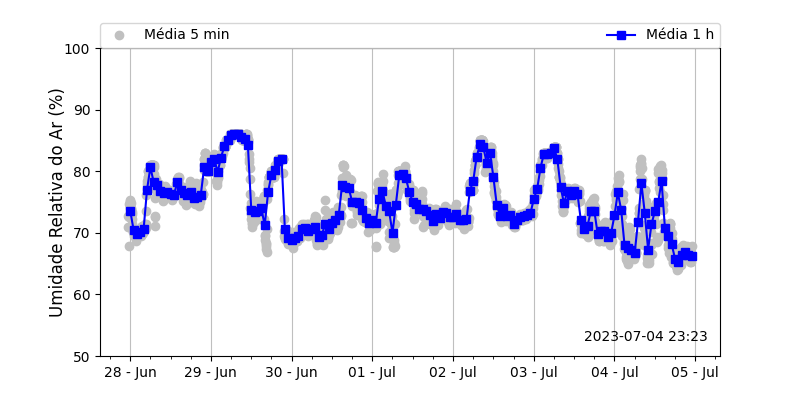 Média 5 min
Média 1 h
Umidade Relativa do Ar (%)
100
90
80
70
60
50
2023-07-04 23:23
28 - Jun
29 - Jun
30 - Jun
01 - Jul
02 - Jul
03 - Jul
04 - Jul
05 - Jul